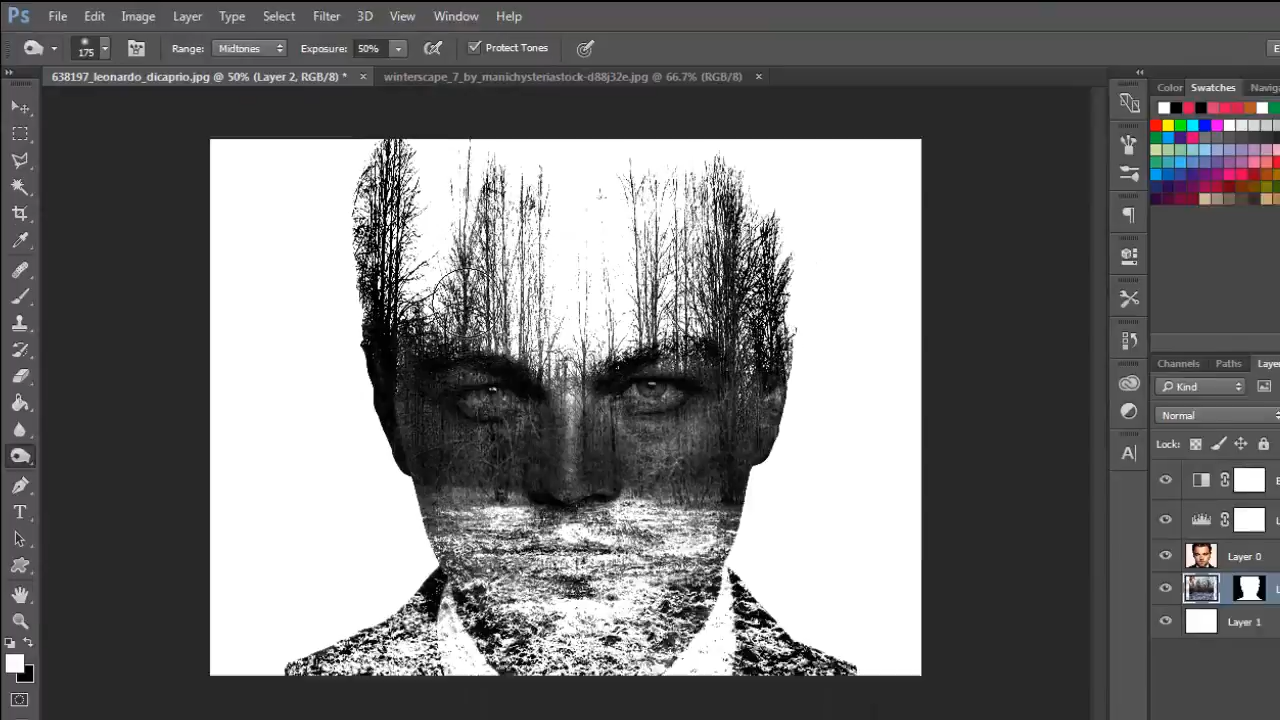 Ps File Edit Image Layer Type Select Filter 3D View Window Help
175 Range: Midtones Exposure: 50% Protect Tones
638197_leonardo_dicaprio.jpg @ 50% (Layer 2, RGB/8) * × winterscape_7_by_manichysteriastock-d88j32e.jpg @ 66.7% (RGB/8) ×
Color Swatches Naviga
Channels Paths Laye
Kind
Normal
Lock:
Layer 0
Layer 1